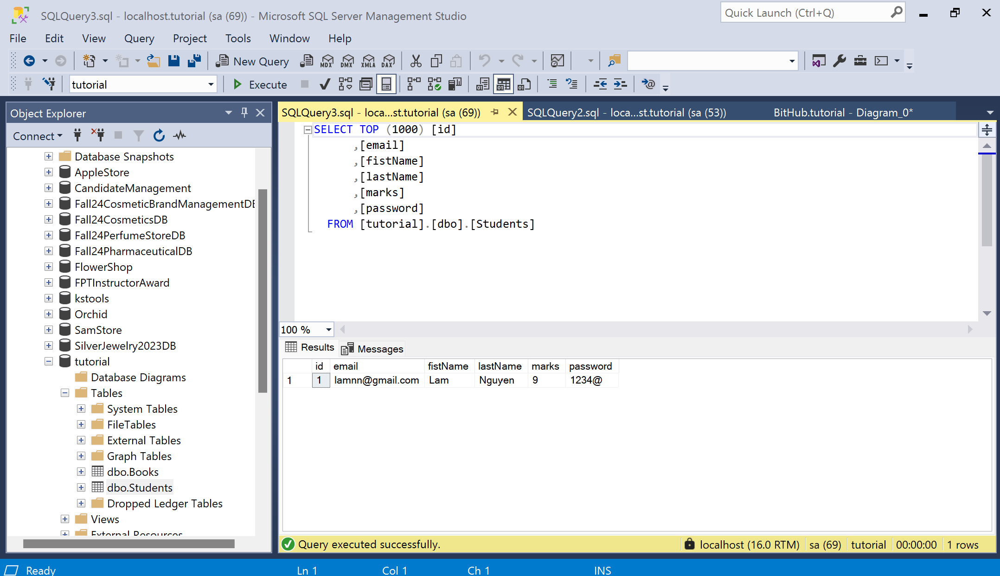 SQLQuery3.sql - localhost.tutorial (sa (69)) - Microsoft SQL Server Management Studio
Quick Launch (Ctrl+Q)
File Edit View Query Project Tools Window Help
New Query MDX DMX XMLA DAX
tutorial Execute
Object Explorer
Connect
Database Snapshots
AppleStore
CandidateManagement
Fall24CosmeticBrandManagementDB
Fall24CosmeticsDB
Fall24PerfumeStoreDB
Fall24PharmaceuticalDB
FlowerShop
FPTInstructorAward
kstools
Orchid
SamStore
SilverJewelry2023DB
tutorial
Database Diagrams
Tables
System Tables
FileTables
External Tables
Graph Tables
dbo.Books
dbo.Students
Dropped Ledger Tables
Views
External Resources
SQLQuery3.sql - loca...st.tutorial (sa (69)) SQLQuery2.sql - loca...st.tutorial (sa (53)) BitHub.tutorial - Diagram_0*
SELECT TOP (1000) [id]
,[email]
,[fistName]
,[lastName]
,[marks]
,[password]
FROM [tutorial].[dbo].[Students]
100 %
Results Messages
id email fistName lastName marks password
1 1 lamnn@gmail.com Lam Nguyen 9 1234@
Query executed successfully. localhost (16.0 RTM) sa (69) tutorial 00:00:00 1 rows
Ready Ln 1 Col 1 Ch 1 INS